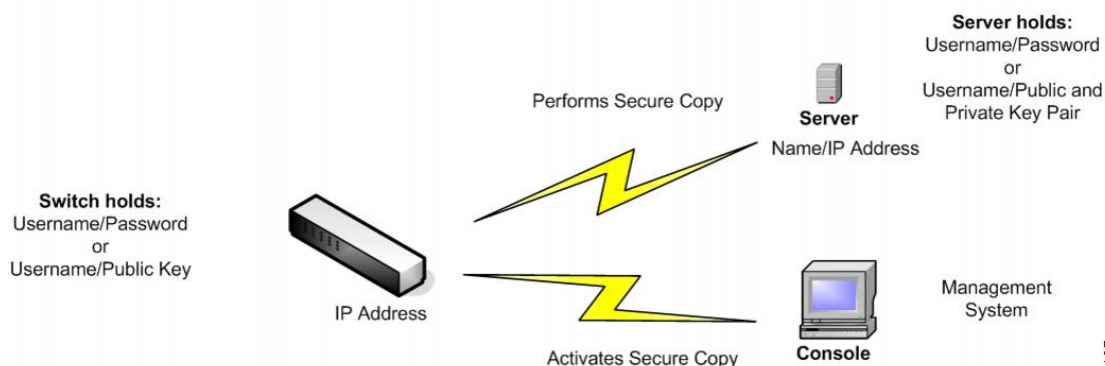 Server holds:
Username/Password
or
Username/Public and
Private Key Pair
Performs Secure Copy
Server
Name/IP Address
Switch holds:
Username/Password
or
Username/Public Key
IP Address
Management
System
Activates Secure Copy
Console